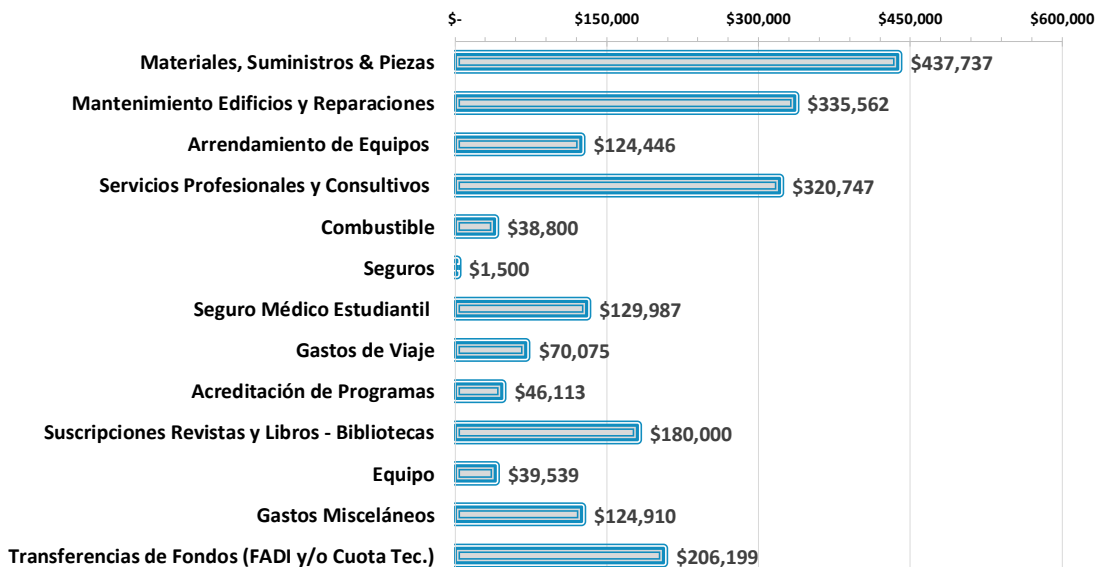 $- $150,000 $300,000 $450,000 $600,000
Materiales, Suministros & Piezas $437,737
Mantenimiento Edificios y Reparaciones $335,562
Arrendamiento de Equipos $124,446
Servicios Profesionales y Consultivos $320,747
Combustible $38,800
Seguros $1,500
Seguro Médico Estudiantil $129,987
Gastos de Viaje $70,075
Acreditación de Programas $46,113
Suscripciones Revistas y Libros - Bibliotecas $180,000
Equipo $39,539
Gastos Misceláneos $124,910
Transferencias de Fondos (FADI y/o Cuota Tec.) $206,199